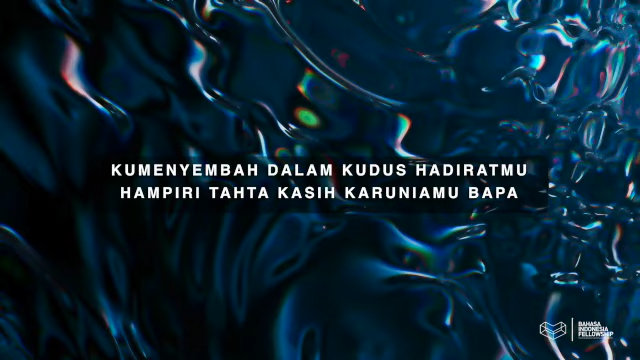 KUMENYEMBAH DALAM KUDUS HADIRATMU
HAMPIRI TAHTA KASIH KARUNIAMU BAPA
BAHASA
INDONESIA
FELLOWSHIP